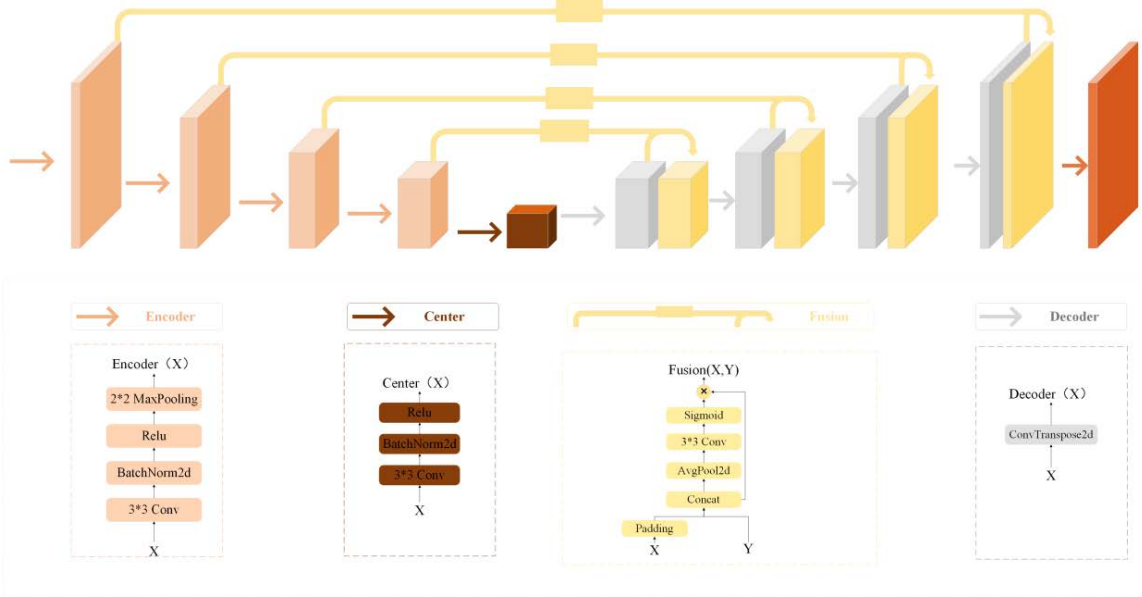 Encoder
Center
Fusion
Decoder
Encoder（X）
2*2 MaxPooling
Relu
BatchNorm2d
3*3 Conv
X
Center（X）
Relu
BatchNorm2d
3*3 Conv
X
Fusion(X,Y)
×
Sigmoid
3*3 Conv
AvgPool2d
Concat
Padding
X
Y
Decoder（X）
ConvTranspose2d
X